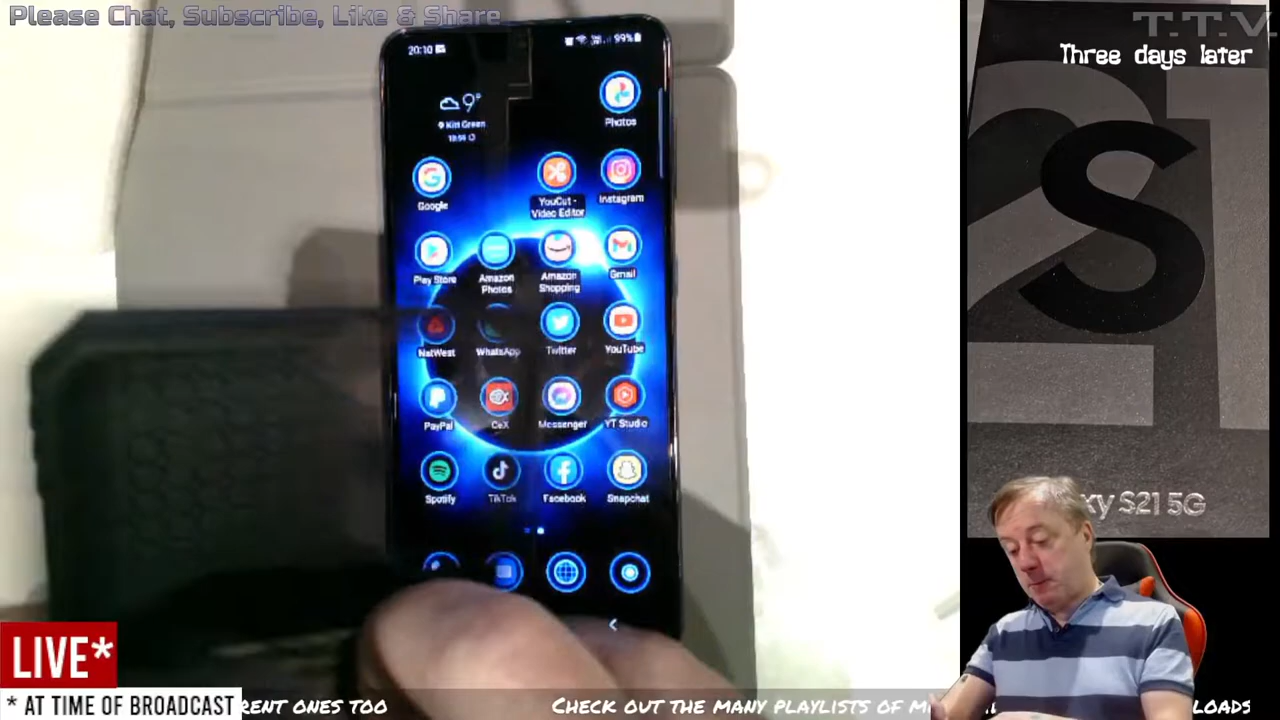 Please Chat, Subscribe, Like & Share
T.T.V.
Three days later
20:10
99%
9°
Kitt Green
Photos
Google
YouCut -
Video Editor
Instagram
Play Store
Amazon
Photos
Amazon
Shopping
Gmail
NatWest
WhatsApp
Twitter
YouTube
PayPal
CeX
Messenger
YT Studio
Spotify
TikTok
Facebook
Snapchat
S21
xy S21 5G
LIVE*
* AT TIME OF BROADCAST
RENT ONES TOO
CHECK OUT THE MANY PLAYLISTS OF M
LOADS